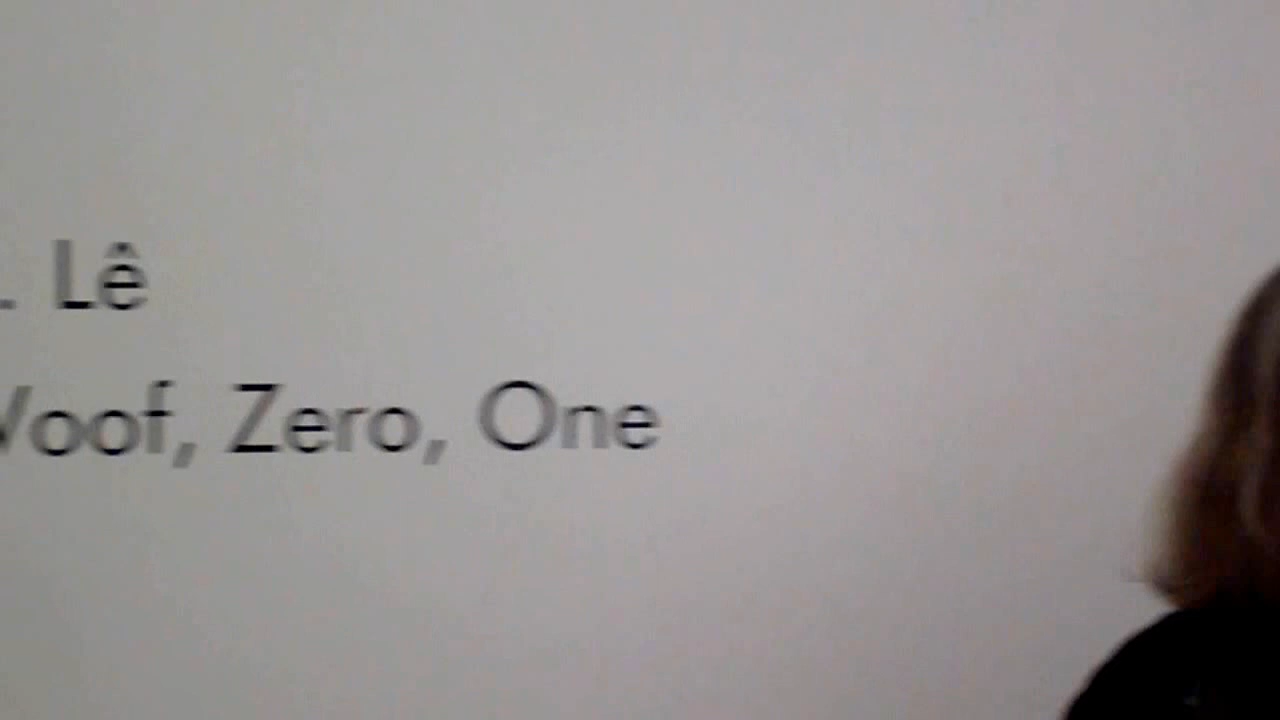 . Lê
Zero, One